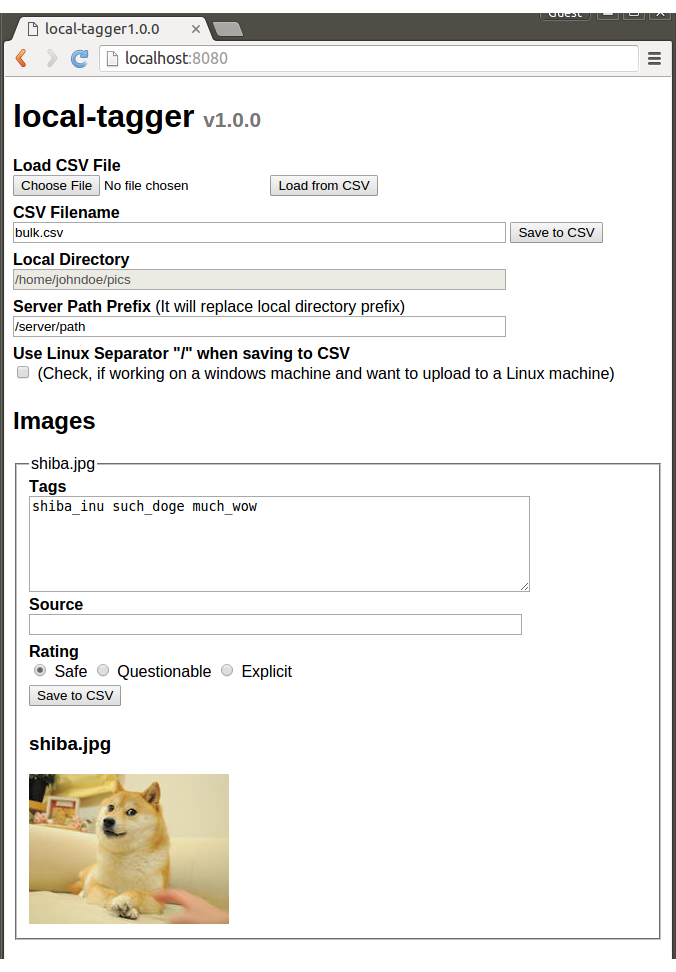 Guest
local-tagger1.0.0
localhost:8080
local-tagger v1.0.0
Load CSV File
Choose File No file chosen Load from CSV
CSV Filename
bulk.csv Save to CSV
Local Directory
/home/johndoe/pics
Server Path Prefix (It will replace local directory prefix)
/server/path
Use Linux Separator "/" when saving to CSV
(Check, if working on a windows machine and want to upload to a Linux machine)
Images
shiba.jpg
Tags
shiba_inu such_doge much_wow
Source
Rating
Safe Questionable Explicit
Save to CSV
shiba.jpg